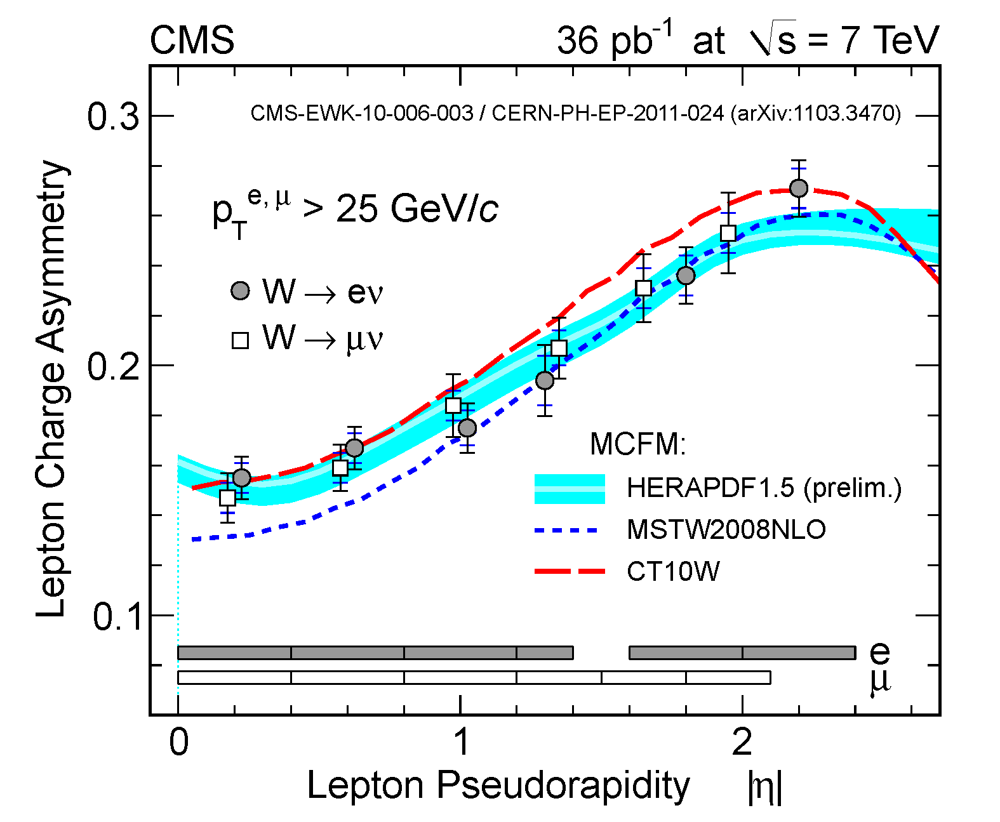 CMS 36 pb⁻¹ at √s = 7 TeV
CMS-EWK-10-006-003 / CERN-PH-EP-2011-024 (arXiv:1103.3470)
p_T^{e, μ} > 25 GeV/c
W → eν
W → μν
MCFM:
HERAPDF1.5 (prelim.)
MSTW2008NLO
CT10W
e
μ
0.3
0.2
0.1
0 1 2
Lepton Charge Asymmetry
Lepton Pseudorapidity |η|